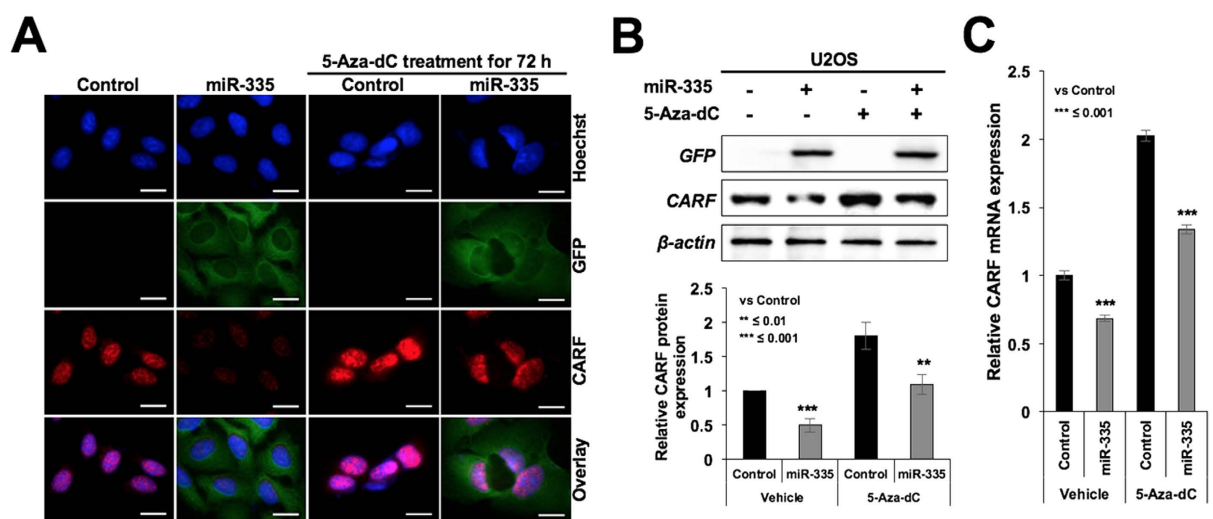 A
5-Aza-dC treatment for 72 h
Control miR-335 Control miR-335
Hoechst
GFP
CARF
Overlay
B
U2OS
miR-335 - + - +
5-Aza-dC - - + +
GFP
CARF
β-actin
Relative CARF protein
expression
2.5
2
1.5
1
0.5
0
vs Control
** ≤ 0.01
*** ≤ 0.001
*** **
Control miR-335 Control miR-335
Vehicle 5-Aza-dC
C
Relative CARF mRNA expression
2.5
2
1.5
1
0.5
0
vs Control
*** ≤ 0.001
*** ***
Control miR-335 Control miR-335
Vehicle 5-Aza-dC